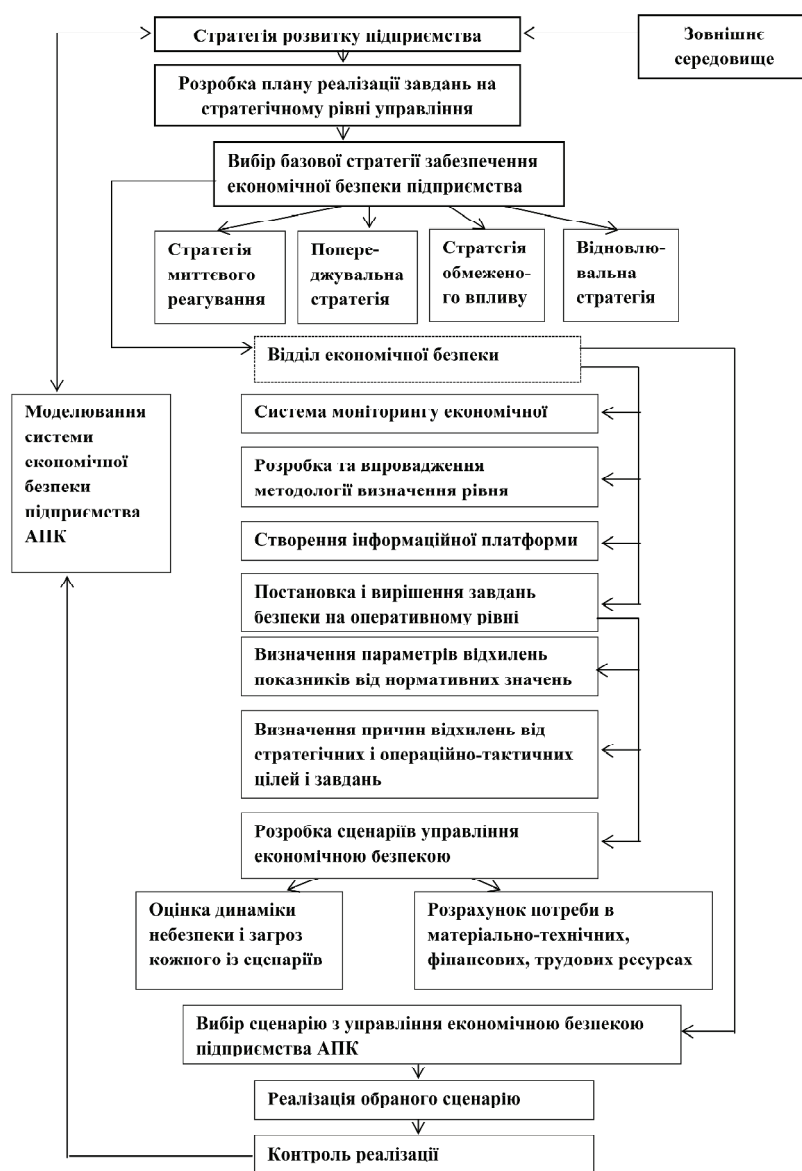 Стратегія розвитку підприємства
Зовнішнє
середовище
Розробка плану реалізації завдань на
стратегічному рівні управління
Вибір базової стратегії забезпечення
економічної безпеки підприємства
Стратегія
миттєвого
реагування
Попере-
джувальна
стратегія
Стратегія
обмежено-
го впливу
Відновлю-
вальна
стратегія
Відділ економічної безпеки
Моделювання
системи
економічної
безпеки
підприємства
АПК
Система моніторингу економічної
Розробка та впровадження
методології визначення рівня
Створення інформаційної платформи
Постановка і вирішення завдань
безпеки на оперативному рівні
Визначення параметрів відхилень
показників від нормативних значень
Визначення причин відхилень від
стратегічних і операційно-тактичних
цілей і завдань
Розробка сценаріїв управління
економічною безпекою
Оцінка динаміки
небезпеки і загроз
кожного із сценаріїв
Розрахунок потреби в
матеріально-технічних,
фінансових, трудових ресурсах
Вибір сценарію з управління економічною безпекою
підприємства АПК
Реалізація обраного сценарію
Контроль реалізації